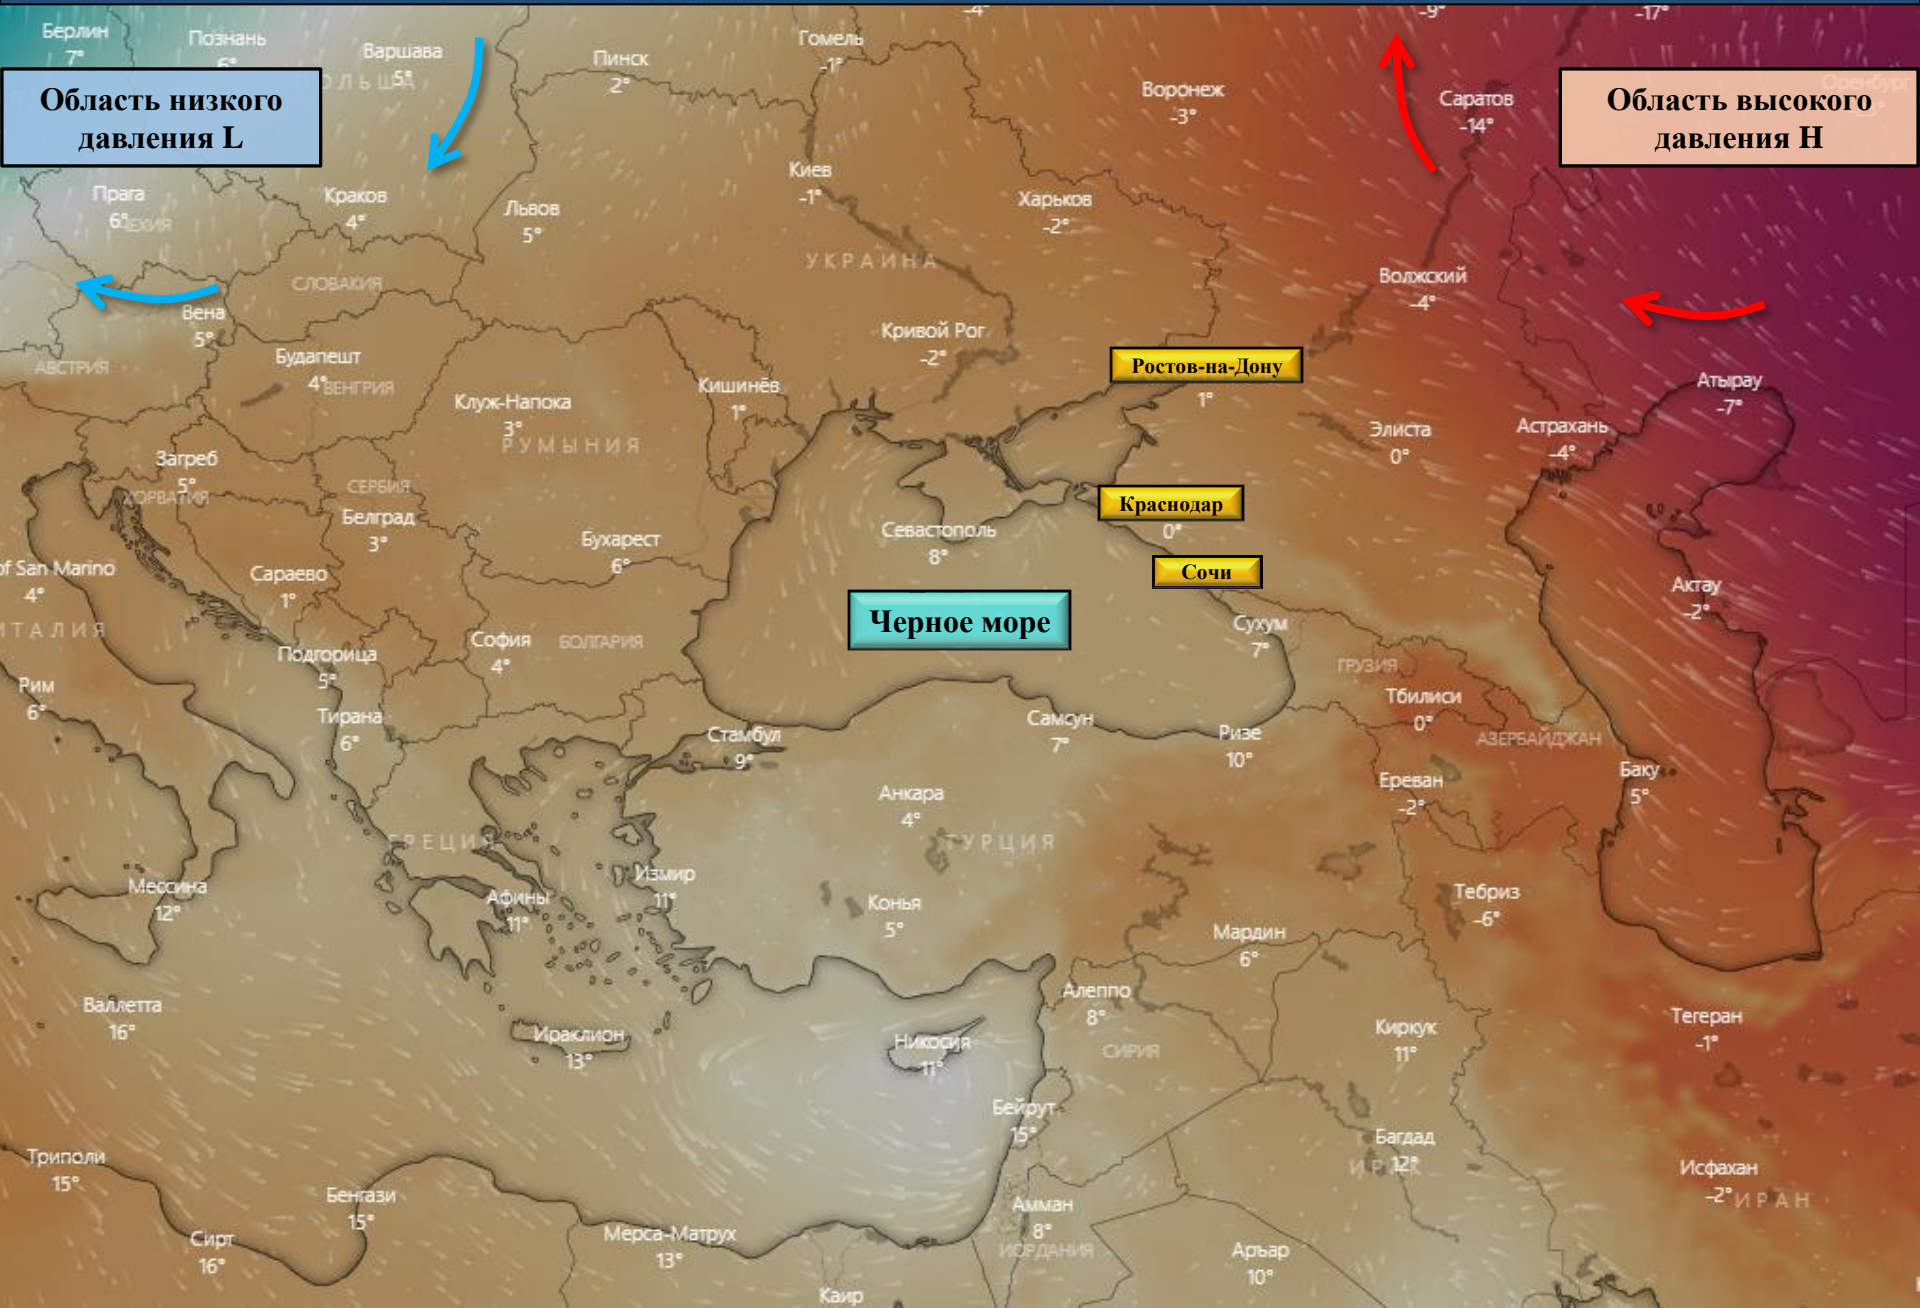 -4°
-9°
-17°
Берлин
7°
Познань
6°
Варшава
5°
Пинск
2°
Гомель
-1°
Воронеж
-3°
Саратов
-14°
Оренбург
Область низкого
давления L
Область высокого
давления H
Прага
6°
Краков
4°
Львов
5°
Киев
-1°
Харьков
-2°
УКРАИНА
СЛОВАКИЯ
Волжский
-4°
Вена
5°
АВСТРИЯ
Будапешт
4°
ВЕНГРИЯ
Кривой Рог
-2°
Ростов-на-Дону
1°
Кишинёв
1°
Клуж-Напока
3°
РУМЫНИЯ
Атырау
-7°
Элиста
0°
Астрахань
-4°
Загреб
5°
ХОРВАТИЯ
СЕРБИЯ
Белград
3°
Краснодар
0°
Севастополь
8°
Бухарест
6°
Сочи
of San Marino
4°
Сараево
1°
Актау
-2°
Черное море
Сухум
7°
ИТАЛИЯ
Подгорица
5°
София
4°
БОЛГАРИЯ
ГРУЗИЯ
Рим
6°
Тбилиси
0°
Тирана
6°
Стамбул
9°
Самсун
7°
Ризе
10°
АЗЕРБАЙДЖАН
Баку
5°
Ереван
-2°
Анкара
4°
ГРЕЦИЯ
ТУРЦИЯ
Мессина
12°
Измир
11°
Афины
11°
Конья
5°
Тебриз
-6°
Мардин
6°
Валлетта
16°
Алеппо
8°
Ираклион
13°
Никосия
11°
СИРИЯ
Киркук
11°
Тегеран
-1°
Бейрут
15°
Багдад
12°
ИРАК
Триполи
15°
Бенгази
15°
Исфахан
-2°
ИРАН
Сирт
16°
Мерса-Матрух
13°
Амман
8°
ИОРДАНИЯ
Аръар
10°
Каир